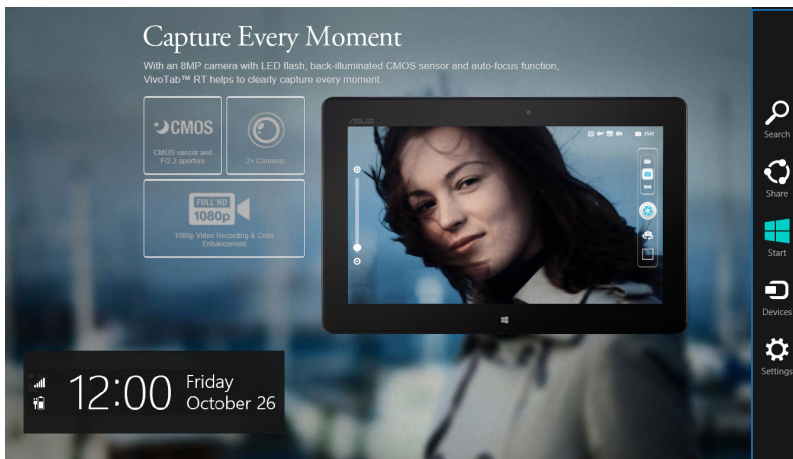 Capture Every Moment
With an 8MP camera with LED flash, back-illuminated CMOS sensor and auto-focus function,
VivoTab™ RT helps to clearly capture every moment.
CMOS
CMOS sensor and
F/2.2 aperture
2× Cameras
FULL HD
1080p
1080p Video Recording & Color
Enhancement
ASUS
Search
Share
Start
Devices
Settings
12:00
Friday
October 26